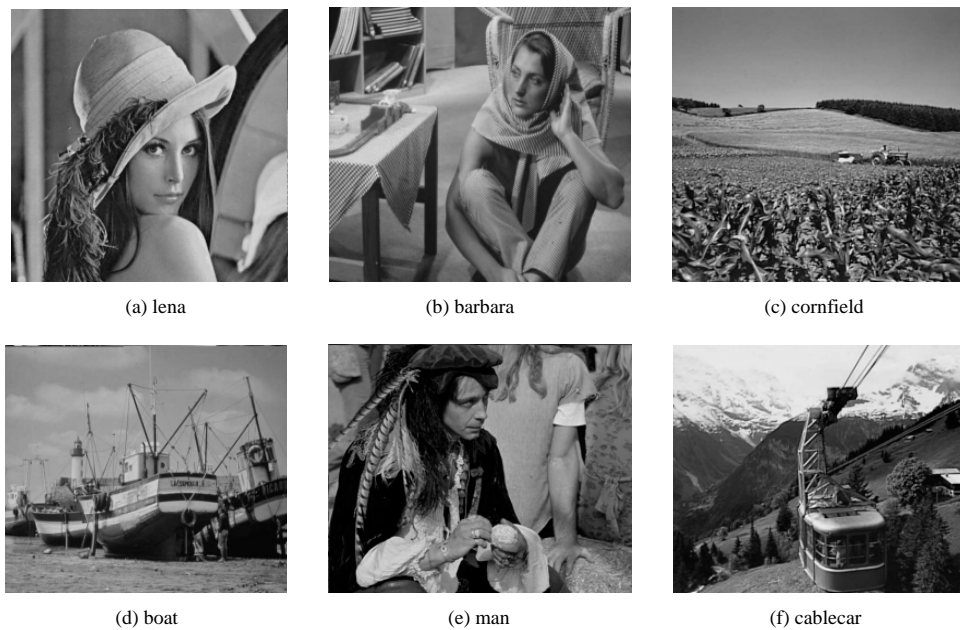 (a) lena
(b) barbara
(c) cornfield
(d) boat
(e) man
(f) cablecar